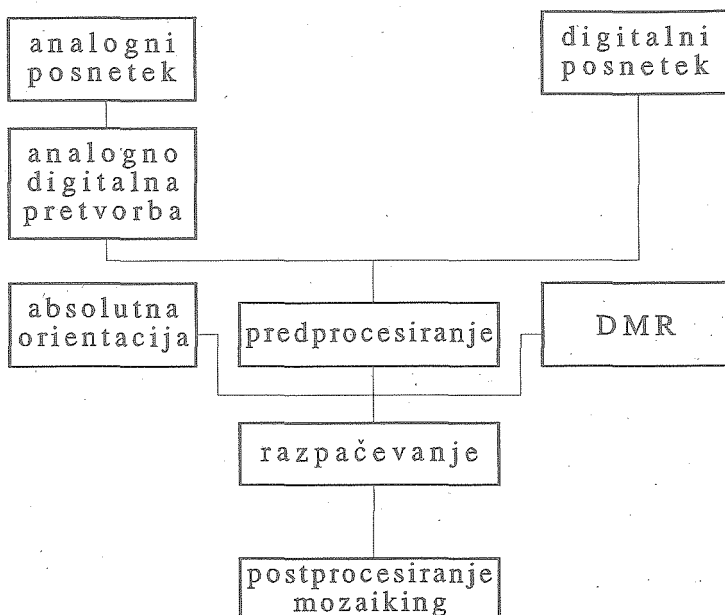 analogni
posnetek
digitalni
posnetek
analogno
digitalna
pretvorba
absolutna
orientacija
predprocesiranje
DMR
razpačevanje
postprocesiranje
mozaiking